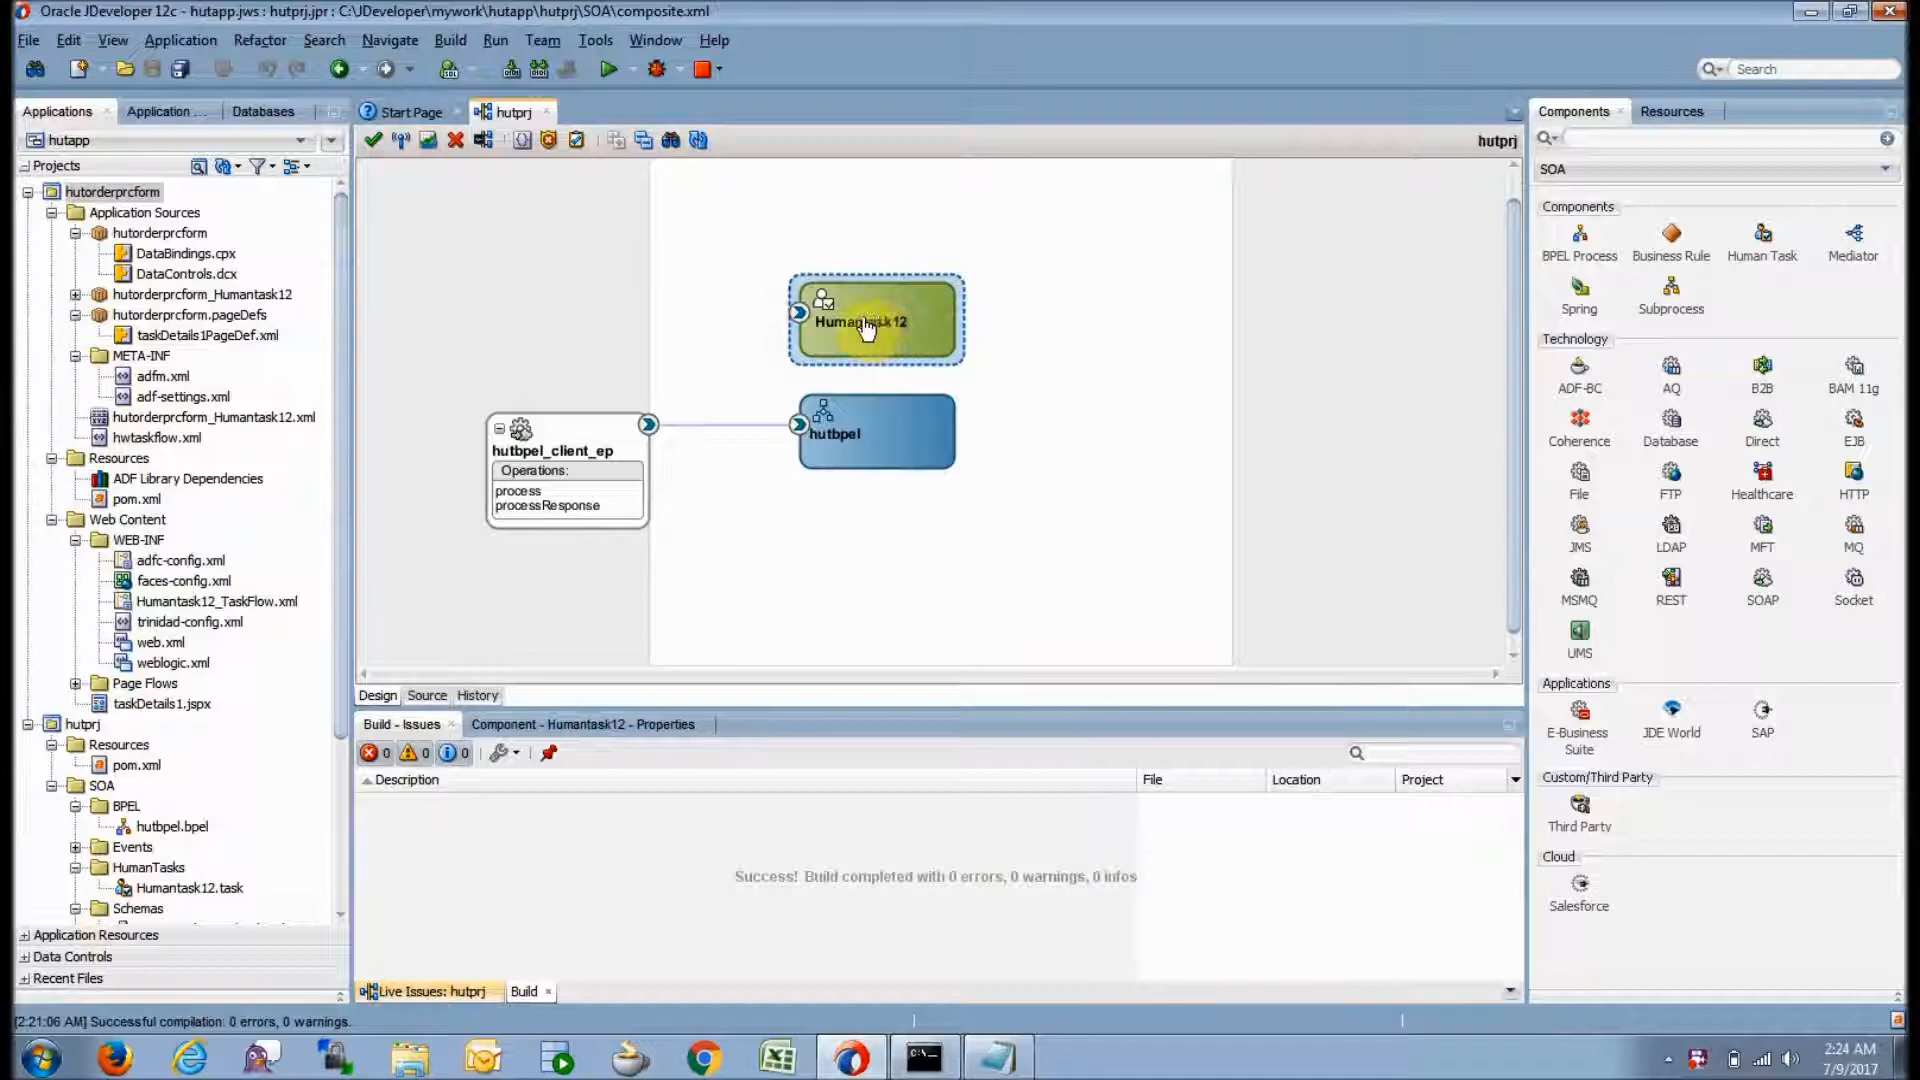 Oracle JDeveloper 12c - hutapp.jws : hutprj.jpr : C:\JDeveloper\mywork\hutapp\hutprj\SOA\composite.xml
File Edit View Application Refactor Search Navigate Build Run Team Tools Window Help
Search
Applications Application ... Databases
hutapp
Projects
hutorderprcform
Application Sources
hutorderprcform
DataBindings.cpx
DataControls.dcx
hutorderprcform_Humantask12
hutorderprcform.pageDefs
taskDetails1PageDef.xml
META-INF
adfm.xml
adf-settings.xml
hutorderprcform_Humantask12.xml
hwtaskflow.xml
Resources
ADF Library Dependencies
pom.xml
Web Content
WEB-INF
adfc-config.xml
faces-config.xml
Humantask12_TaskFlow.xml
trinidad-config.xml
web.xml
weblogic.xml
Page Flows
taskDetails1.jspx
hutprj
Resources
pom.xml
SOA
BPEL
hutbpel.bpel
Events
HumanTasks
Humantask12.task
Schemas
Application Resources
Data Controls
Recent Files
Start Page hutprj
hutprj
Humantask12
hutbpel
hutbpel_client_ep
Operations:
process
processResponse
Design Source History
Build - Issues Component - Humantask12 - Properties
0 0 0
Description File Location Project
Success! Build completed with 0 errors, 0 warnings, 0 infos
Live Issues: hutprj Build
Components Resources
SOA
Components
BPEL Process Business Rule Human Task Mediator
Spring Subprocess
Technology
ADF-BC AQ B2B BAM 11g
Coherence Database Direct EJB
File FTP Healthcare HTTP
JMS LDAP MFT MQ
MSMQ REST SOAP Socket
UMS
Applications
E-Business Suite JDE World SAP
Custom/Third Party
Third Party
Cloud
Salesforce
[2:21:06 AM] Successful compilation: 0 errors, 0 warnings.
C:\
2:24 AM
7/9/2017